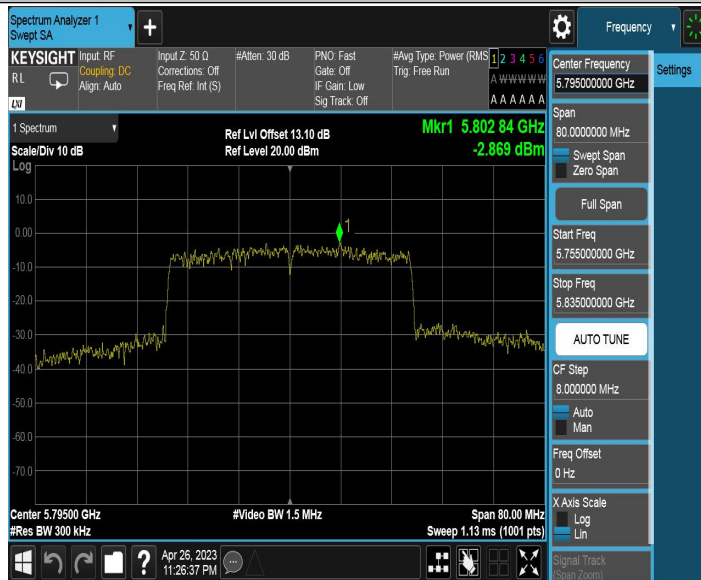 Spectrum Analyzer 1
Swept SA
Frequency
KEYSIGHT
RL
LXI
Input: RF
Coupling: DC
Align: Auto
Input Z: 50 Ω
Corrections: Off
Freq Ref: Int (S)
#Atten: 30 dB
PNO: Fast
Gate: Off
IF Gain: Low
Sig Track: Off
#Avg Type: Power (RMS
Trig: Free Run
1 2 3 4 5 6
A W W W W W
A A A A A A
1 Spectrum
Scale/Div 10 dB
Log
Ref Lvl Offset 13.10 dB
Ref Level 20.00 dBm
Mkr1 5.802 84 GHz
-2.869 dBm
1
10.0
0.00
-10.0
-20.0
-30.0
-40.0
-50.0
-60.0
-70.0
Center 5.79500 GHz
#Res BW 300 kHz
#Video BW 1.5 MHz
Span 80.00 MHz
Sweep 1.13 ms (1001 pts)
Center Frequency
5.795000000 GHz
Settings
Span
80.0000000 MHz
Swept Span
Zero Span
Full Span
Start Freq
5.755000000 GHz
Stop Freq
5.835000000 GHz
AUTO TUNE
CF Step
8.000000 MHz
Auto
Man
Freq Offset
0 Hz
X Axis Scale
Log
Lin
Signal Track
(Span Zoom)
?
Apr 26, 2023
11:26:37 PM